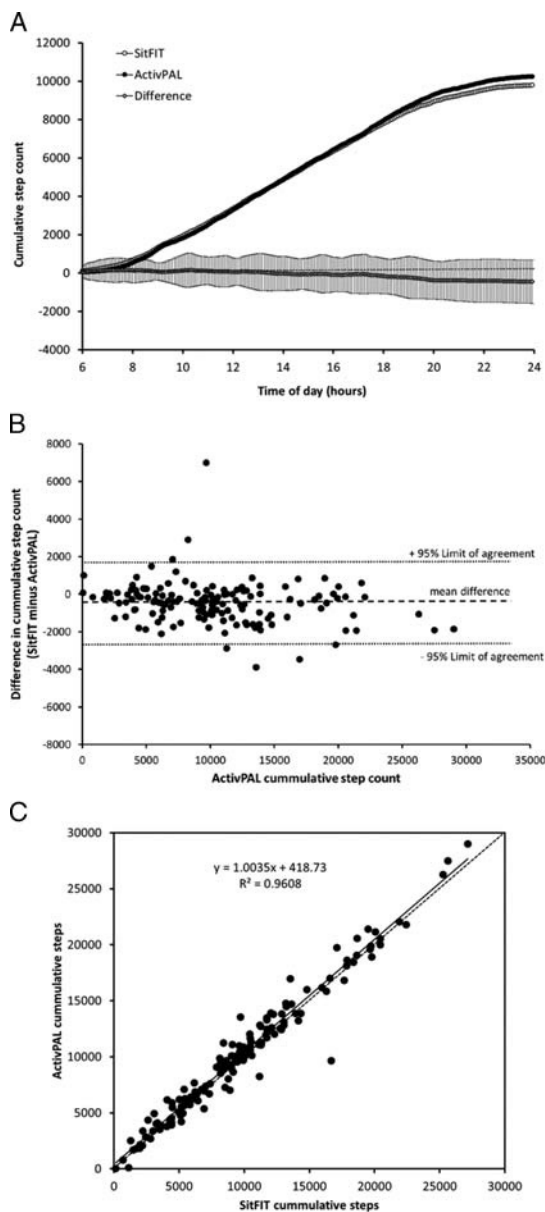 A
12000
10000
8000
6000
4000
2000
0
-2000
-4000
SitFIT
ActivPAL
Difference
Cumulative step count
6 8 10 12 14 16 18 20 22 24
Time of day (hours)
B
8000
6000
4000
2000
0
-2000
-4000
-6000
-8000
+ 95% Limit of agreement
mean difference
- 95% Limit of agreement
Difference in cummulative step count
(SitFIT minus ActivPAL)
0 5000 10000 15000 20000 25000 30000 35000
ActivPAL cummulative step count
C
30000
25000
20000
15000
10000
5000
0
y = 1.0035x + 418.73
R² = 0.9608
ActivPAL cummulative steps
0 5000 10000 15000 20000 25000 30000
SitFIT cummulative steps